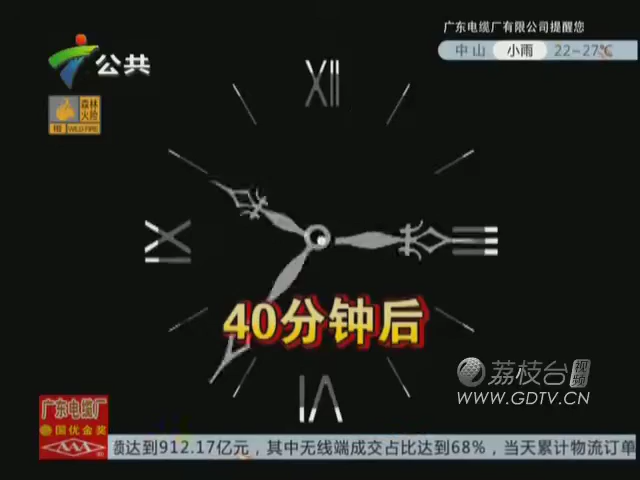 广东电缆厂有限公司提醒您
公共
中山 小雨 22-27℃
森林火险
橙 WILD FIRE
XII
IX
III
VI
40分钟后
荔枝台视频
WWW.GDTV.CN
广东电缆厂
国优金奖
达到912.17亿元，其中无线端成交占比达到68%，当天累计物流订单